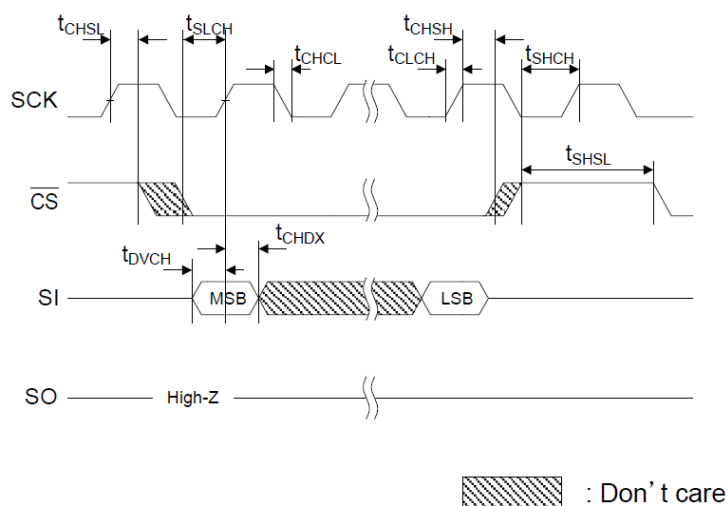 tCHSL
tSLCH
tCHCL
tCHSH
tCLCH
tSHCH
SCK
tSHSL
CS
tDVCH
tCHDX
SI
MSB
LSB
SO
High-Z
: Don't care